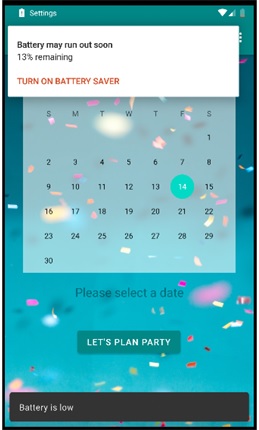 Settings
Battery may run out soon
13% remaining
TURN ON BATTERY SAVER
S M T W T F S
1
2 3 4 5 6 7 8
9 10 11 12 13 14 15
16 17 18 19 20 21 22
23 24 25 26 27 28 29
30
Please select a date
LET'S PLAN PARTY
Battery is low